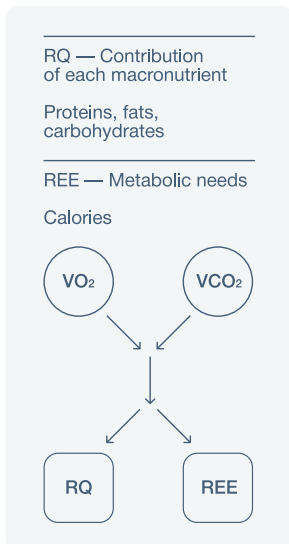 RQ — Contribution
of each macronutrient
Proteins, fats,
carbohydrates
REE — Metabolic needs
Calories
VO₂ VCO₂
RQ REE